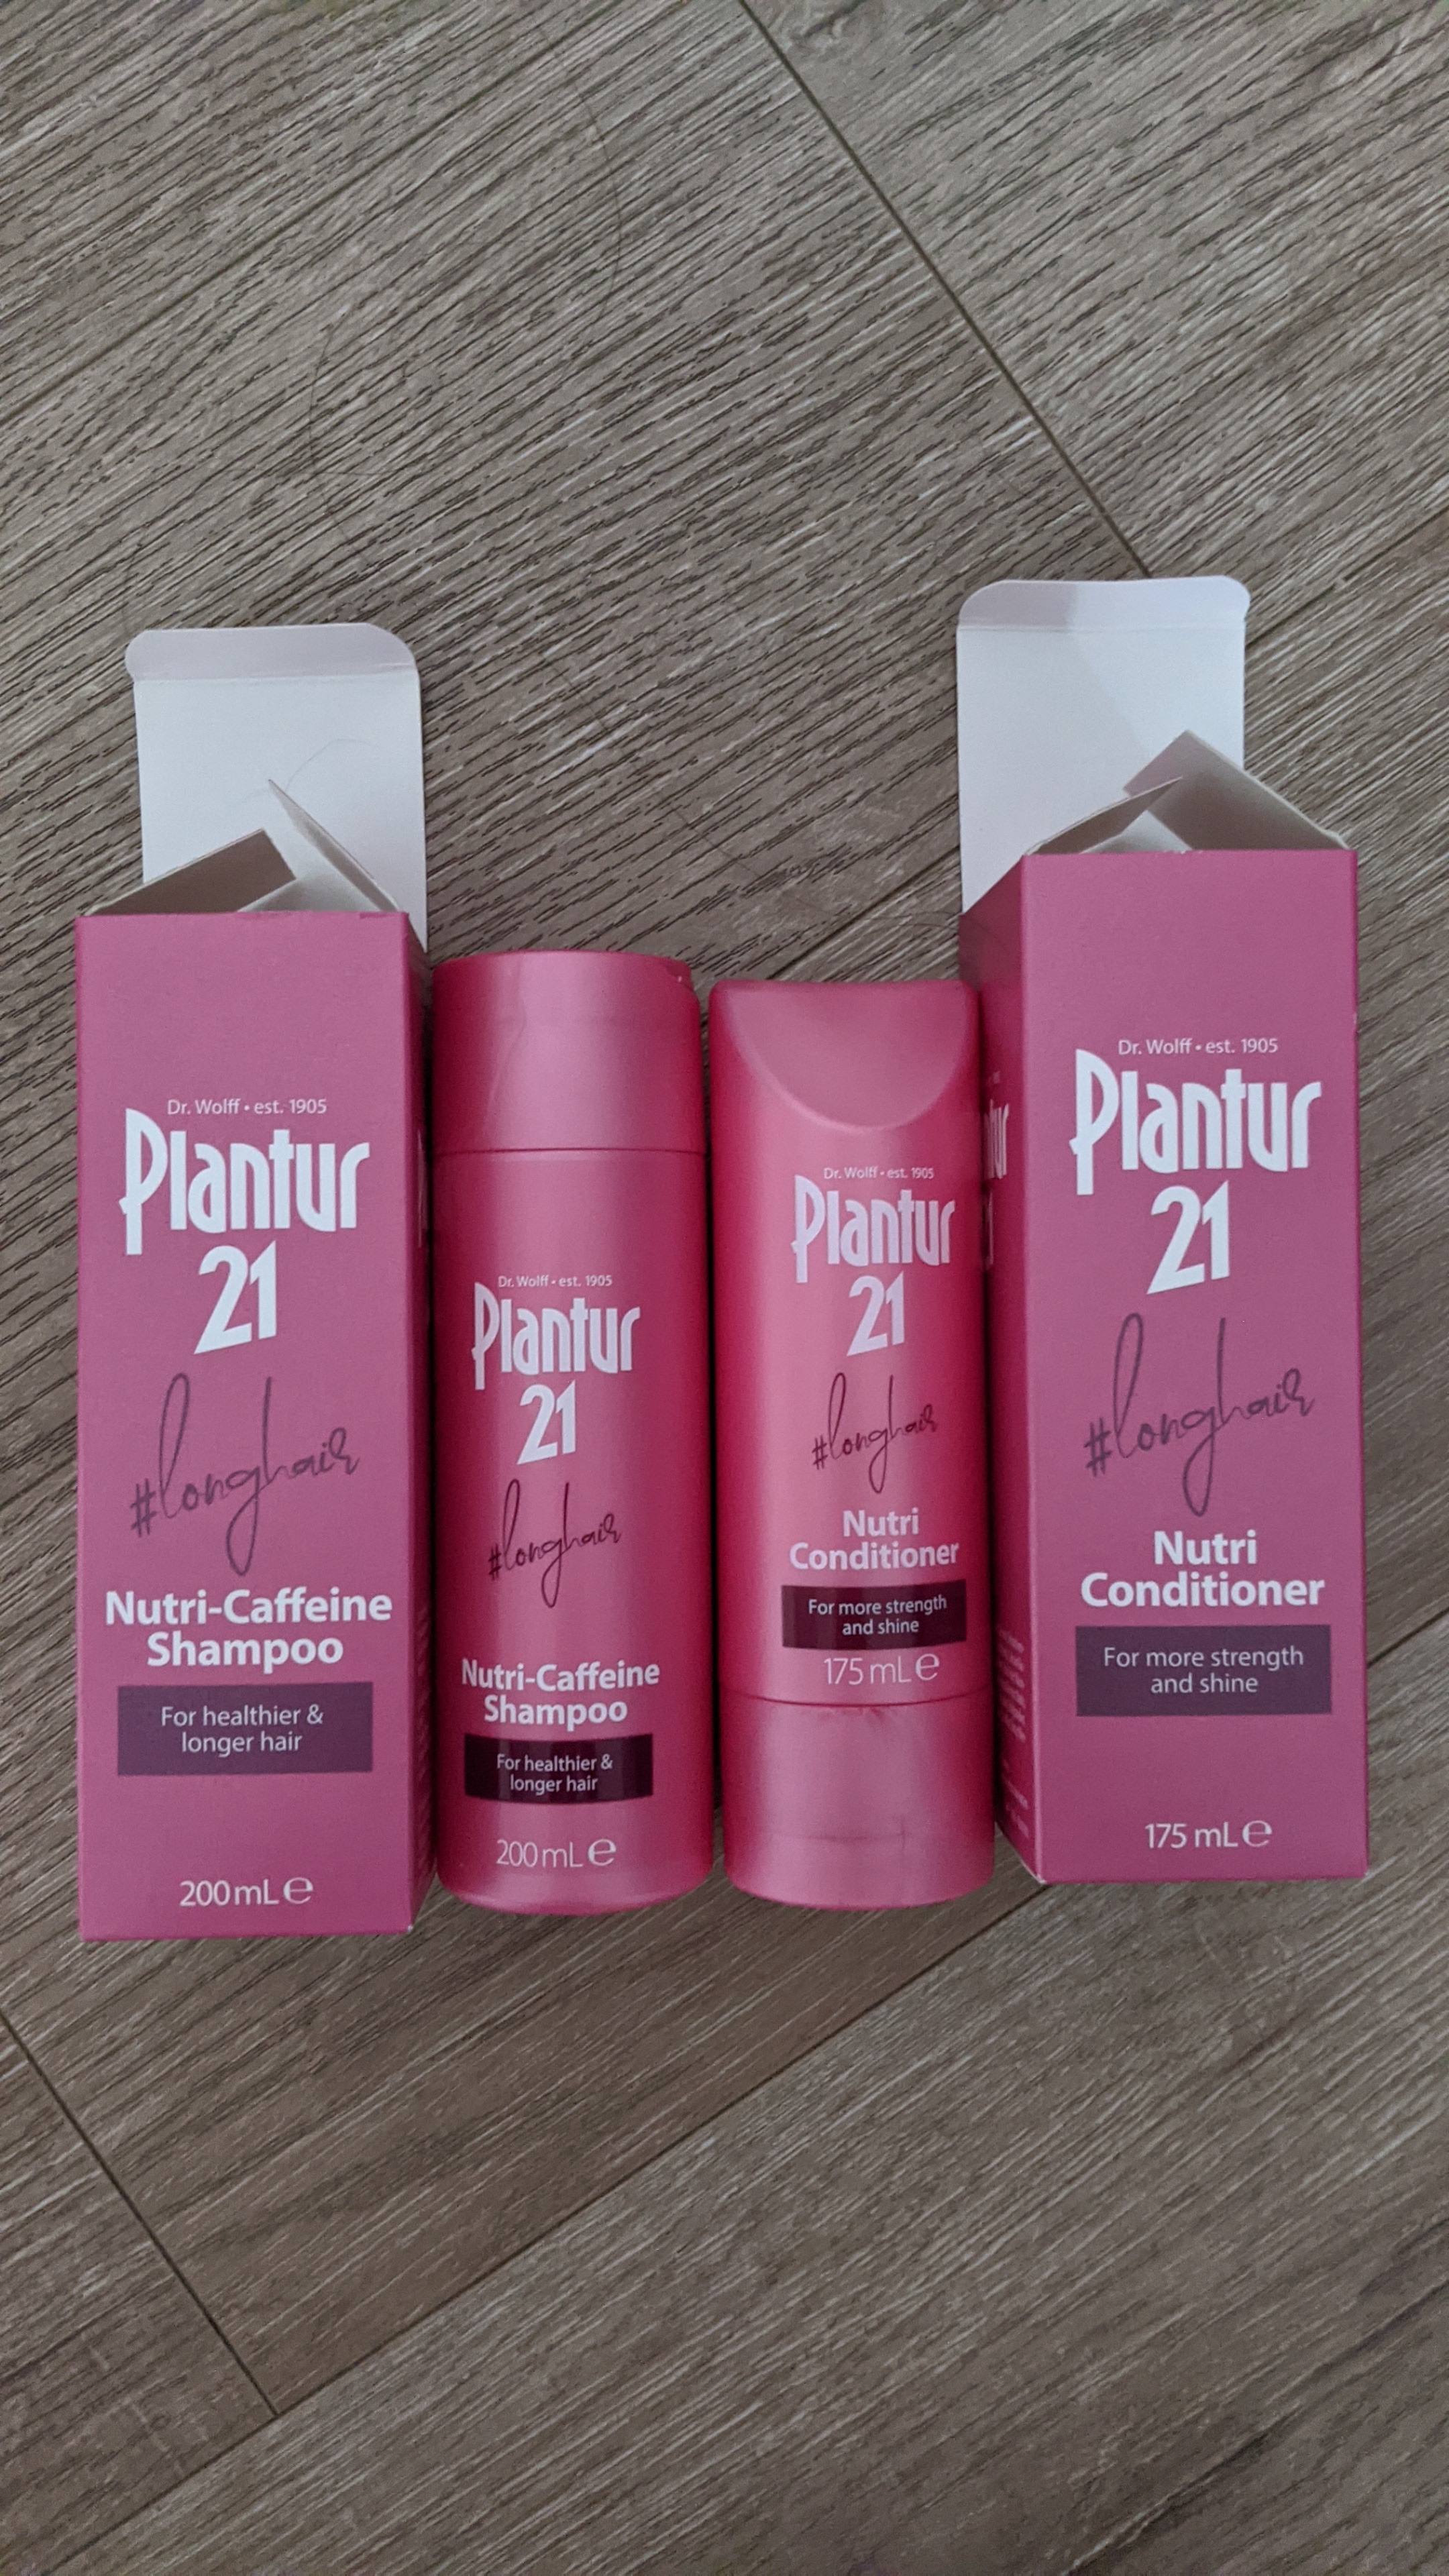 Dr. Wolff • est. 1905
Plantur
21
#longhair
Nutri-Caffeine
Shampoo
For healthier &
longer hair
200 mL ℮
Dr. Wolff • est. 1905
Plantur
21
#longhair
Nutri-Caffeine
Shampoo
For healthier &
longer hair
200 mL ℮
Dr. Wolff • est. 1905
Plantur
21
#longhair
Nutri
Conditioner
For more strength
and shine
175 mL ℮
Dr. Wolff • est. 1905
Plantur
21
#longhair
Nutri
Conditioner
For more strength
and shine
175 mL ℮